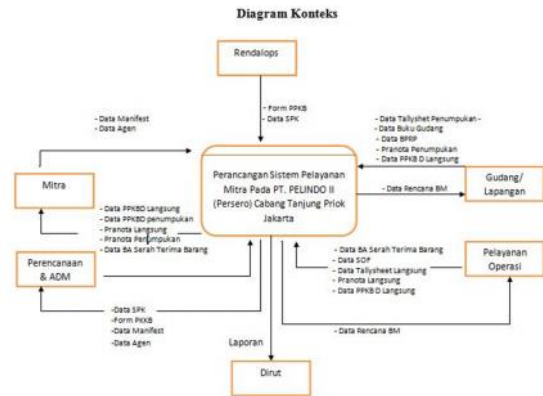 Diagram Konteks
Rendalops
- Form PPKB
- Data SPK
- Data Manifest
- Data Agen
- Data Tallyshet Penumpukan -
- Data Buku Gudang
- Data BPRP
- Pranota Penumpukan
- Data PPKB D Langsung
Mitra
Perancangan Sistem Pelayanan
Mitra Pada PT. PELINDO II
(Persero) Cabang Tanjung Priok
Jakarta
Gudang/
Lapangan
- Data Rencana BM
- Data PPKBD Langsung
- Data PPKBD penumpukan
- Pranota Langsung
- Pranota Penumpukan
- Data BA Serah Terima Barang
Perencanaan
& ADM
- Data BA Serah Terima Barang
- Data SOF
- Data Tallysheet Langsung
- Pranota Langsung
- Data PPKB D Langsung
Pelayanan
Operasi
-Data SPK
-Form PKKB
-Data Manifest
-Data Agen
- Data Rencana BM
Laporan
Dirut